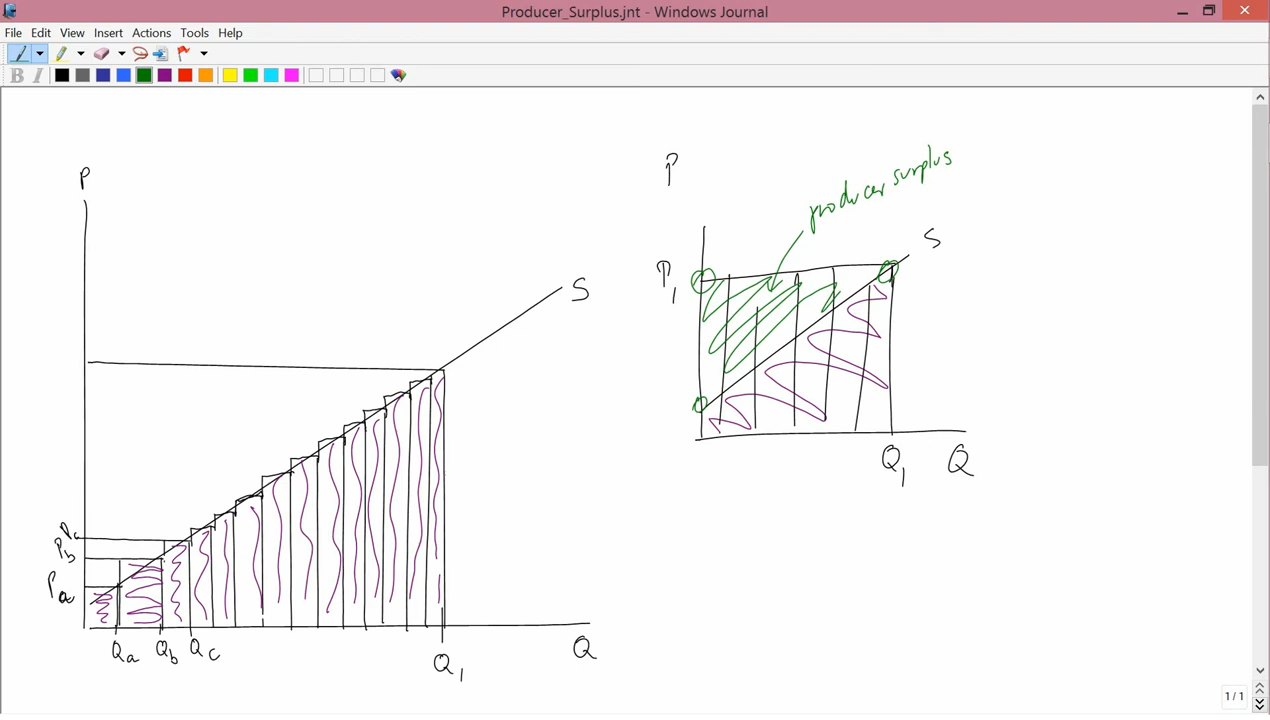 Producer_Surplus.jnt - Windows Journal
File Edit View Insert Actions Tools Help
B I
P
S
Pc
Pb
Pa
Qa Qb Qc
Q1
Q
producer surplus
P
S
P1
Q1 Q
1 / 1